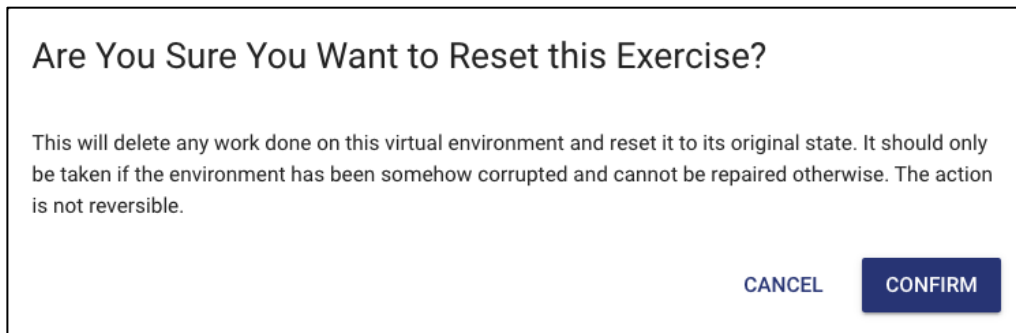 Are You Sure You Want to Reset this Exercise?
This will delete any work done on this virtual environment and reset it to its original state. It should only
be taken if the environment has been somehow corrupted and cannot be repaired otherwise. The action
is not reversible.
CANCEL CONFIRM